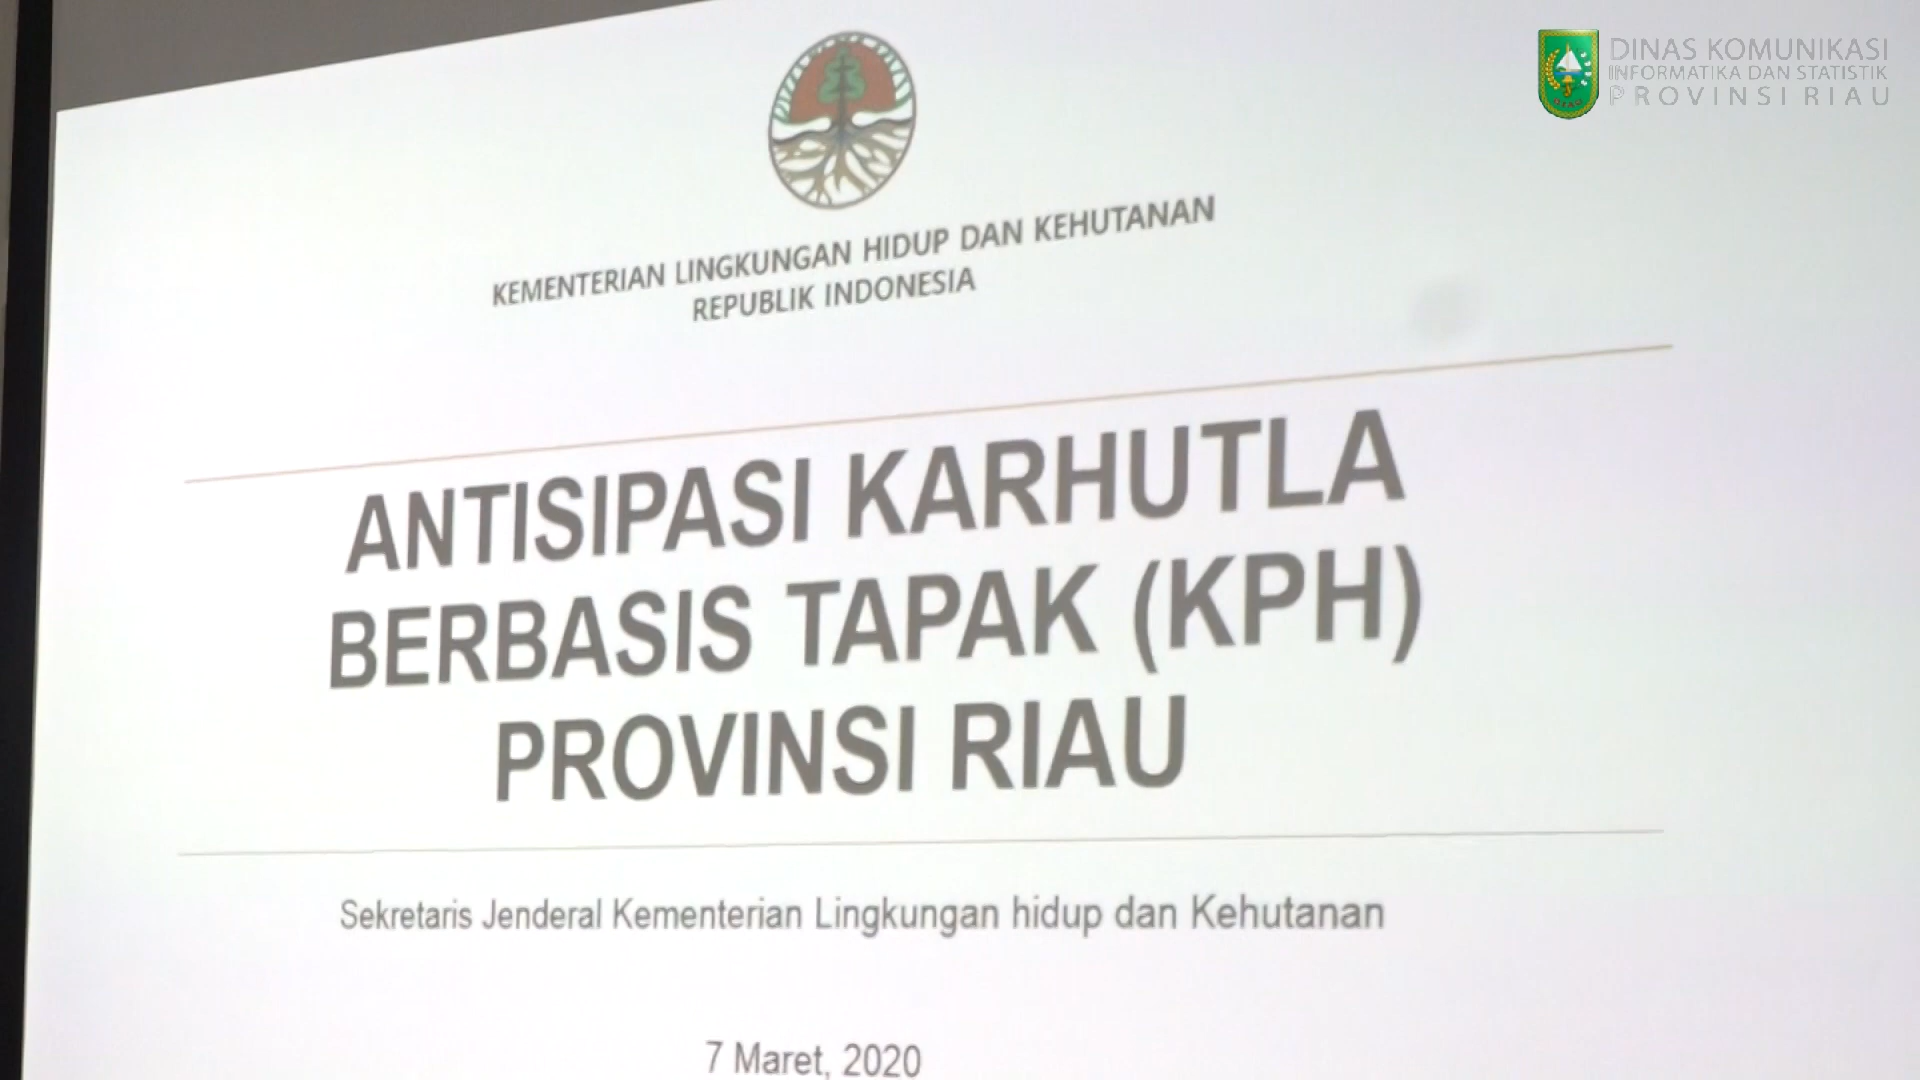 DINAS KOMUNIKASI
INFORMATIKA DAN STATISTIK
PROVINSI RIAU
RIAU
KEMENTERIAN LINGKUNGAN HIDUP DAN KEHUTANAN
REPUBLIK INDONESIA
ANTISIPASI KARHUTLA
BERBASIS TAPAK (KPH)
PROVINSI RIAU
Sekretaris Jenderal Kementerian Lingkungan hidup dan Kehutanan
7 Maret, 2020